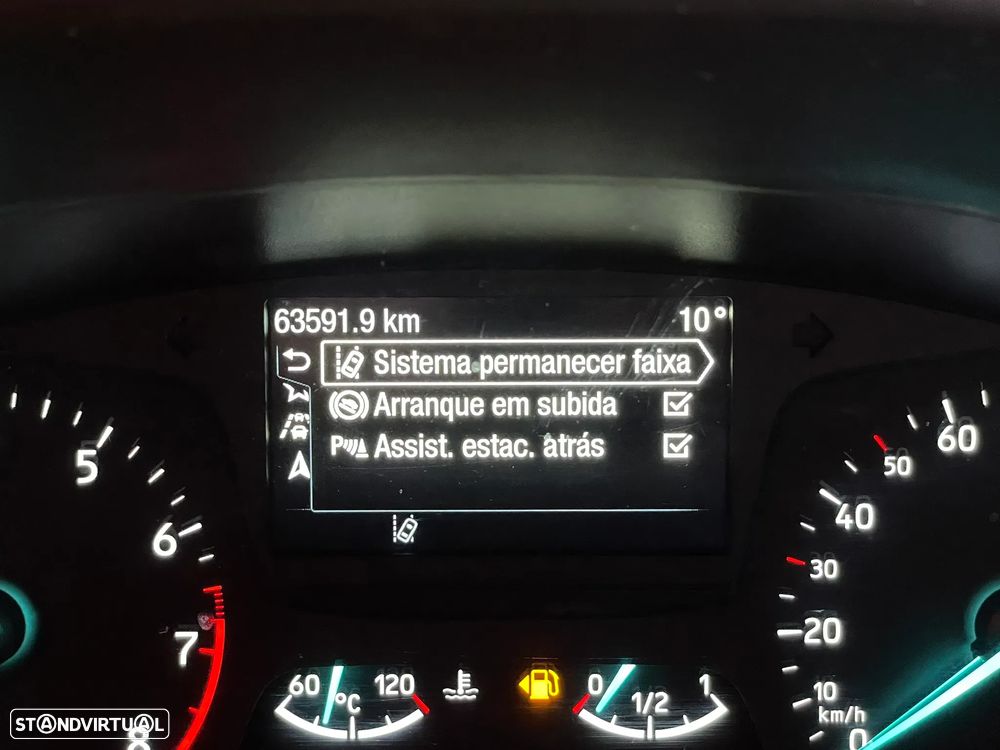 63591.9 km 10°
Sistema permanecer faixa
Arranque em subida
P Assist. estac. atrás
5
6
7
8
60 °C 120
0 1/2 1
60
50
40
30
20
10
km/h
0
STANDVIRTUAL